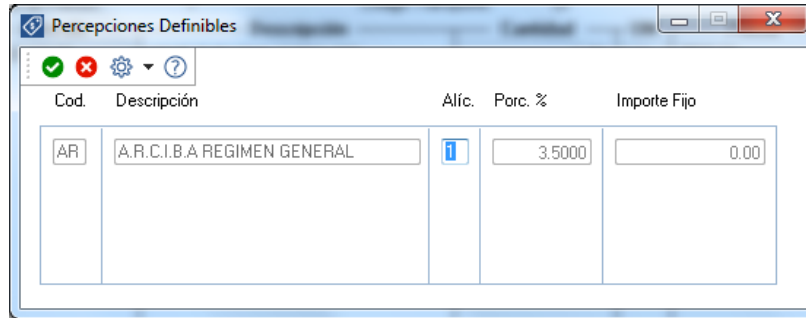 Percepciones Definibles
Cod. Descripción Alíc. Porc. % Importe Fijo
AR A.R.C.I.B.A REGIMEN GENERAL 1 3.5000 0.00